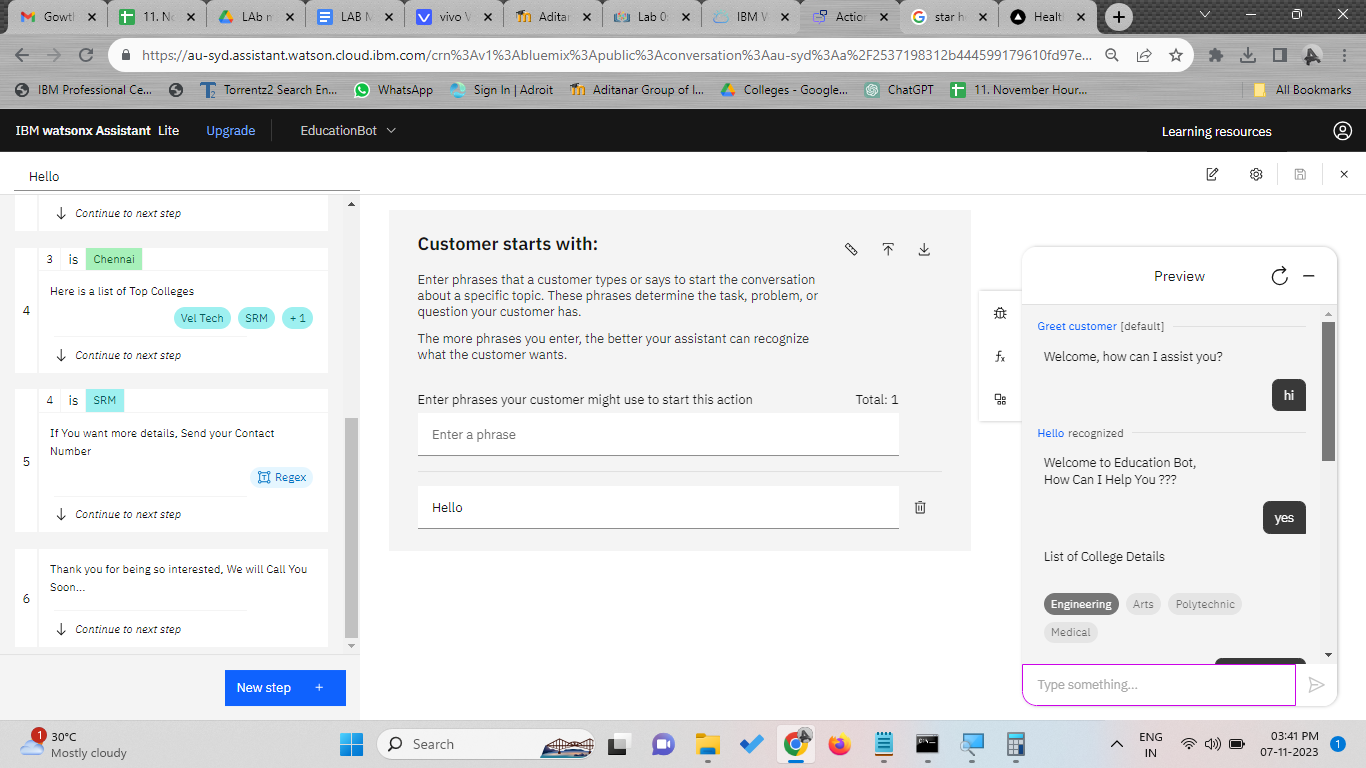 Gowth
11. No
LAb m
LAB M
vivo V
Aditan
Lab 0
IBM W
Action
star he
Healt
https://au-syd.assistant.watson.cloud.ibm.com/crn%3Av1%3Abluemix%3Apublic%3Aconversation%3Aau-syd%3Aa%2F2537198312b444599179610fd97e...
IBM Professional Ce...
Torrentz2 Search En...
WhatsApp
Sign In | Adroit
Aditanar Group of I...
Colleges - Google...
ChatGPT
11. November Hour...
All Bookmarks
IBM watsonx Assistant Lite
Upgrade
EducationBot
Learning resources
Hello
Continue to next step
3 is Chennai
4
Here is a list of Top Colleges
Vel Tech
SRM
+ 1
Continue to next step
4 is SRM
5
If You want more details, Send your Contact
Number
Regex
Continue to next step
6
Thank you for being so interested, We will Call You
Soon...
Continue to next step
New step +
Customer starts with:
Enter phrases that a customer types or says to start the conversation
about a specific topic. These phrases determine the task, problem, or
question your customer has.
The more phrases you enter, the better your assistant can recognize
what the customer wants.
Enter phrases your customer might use to start this action
Total: 1
Enter a phrase
Hello
Preview
Greet customer [default]
Welcome, how can I assist you?
hi
Hello recognized
Welcome to Education Bot,
How Can I Help You ???
yes
List of College Details
Engineering
Arts
Polytechnic
Medical
Type something...
1
30°C
Mostly cloudy
Search
ENG
IN
03:41 PM
07-11-2023
1